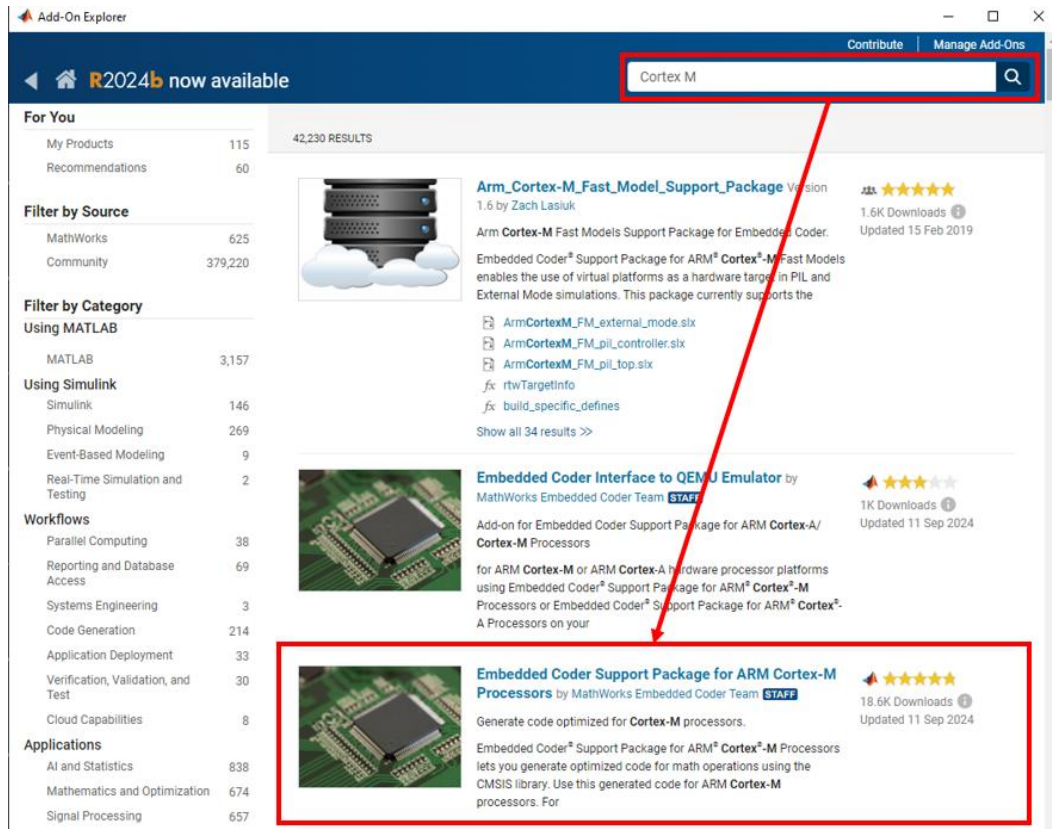 Add-On Explorer
Contribute
Manage Add-Ons
R2024b now available
Cortex M
For You
My Products 115
Recommendations 60
Filter by Source
MathWorks 625
Community 379,220
Filter by Category
Using MATLAB
MATLAB 3,157
Using Simulink
Simulink 146
Physical Modeling 269
Event-Based Modeling 9
Real-Time Simulation and 2
Testing
Workflows
Parallel Computing 38
Reporting and Database 69
Access
Systems Engineering 3
Code Generation 214
Application Deployment 33
Verification, Validation, and 30
Test
Cloud Capabilities 8
Applications
AI and Statistics 838
Mathematics and Optimization 674
Signal Processing 657
42,230 RESULTS
Arm_Cortex-M_Fast_Model_Support_Package Version
1.6 by Zach Lasiuk
Arm Cortex-M Fast Models Support Package for Embedded Coder.
Embedded Coder® Support Package for ARM® Cortex®-M Fast Models
enables the use of virtual platforms as a hardware target in PIL and
External Mode simulations. This package currently supports the
ArmCortexM_FM_external_mode.slx
ArmCortexM_FM_pil_controller.slx
ArmCortexM_FM_pil_top.slx
fx rtwTargetInfo
fx build_specific_defines
Show all 34 results >>
1.6K Downloads
Updated 15 Feb 2019
Embedded Coder Interface to QEMU Emulator by
MathWorks Embedded Coder Team STAFF
Add-on for Embedded Coder Support Package for ARM Cortex-A/
Cortex-M Processors
for ARM Cortex-M or ARM Cortex-A hardware processor platforms
using Embedded Coder® Support Package for ARM® Cortex®-M
Processors or Embedded Coder® Support Package for ARM® Cortex®-
A Processors on your
1K Downloads
Updated 11 Sep 2024
Embedded Coder Support Package for ARM Cortex-M
Processors by MathWorks Embedded Coder Team STAFF
Generate code optimized for Cortex-M processors.
Embedded Coder® Support Package for ARM® Cortex®-M Processors
lets you generate optimized code for math operations using the
CMSIS library. Use this generated code for ARM Cortex-M
processors. For
18.6K Downloads
Updated 11 Sep 2024